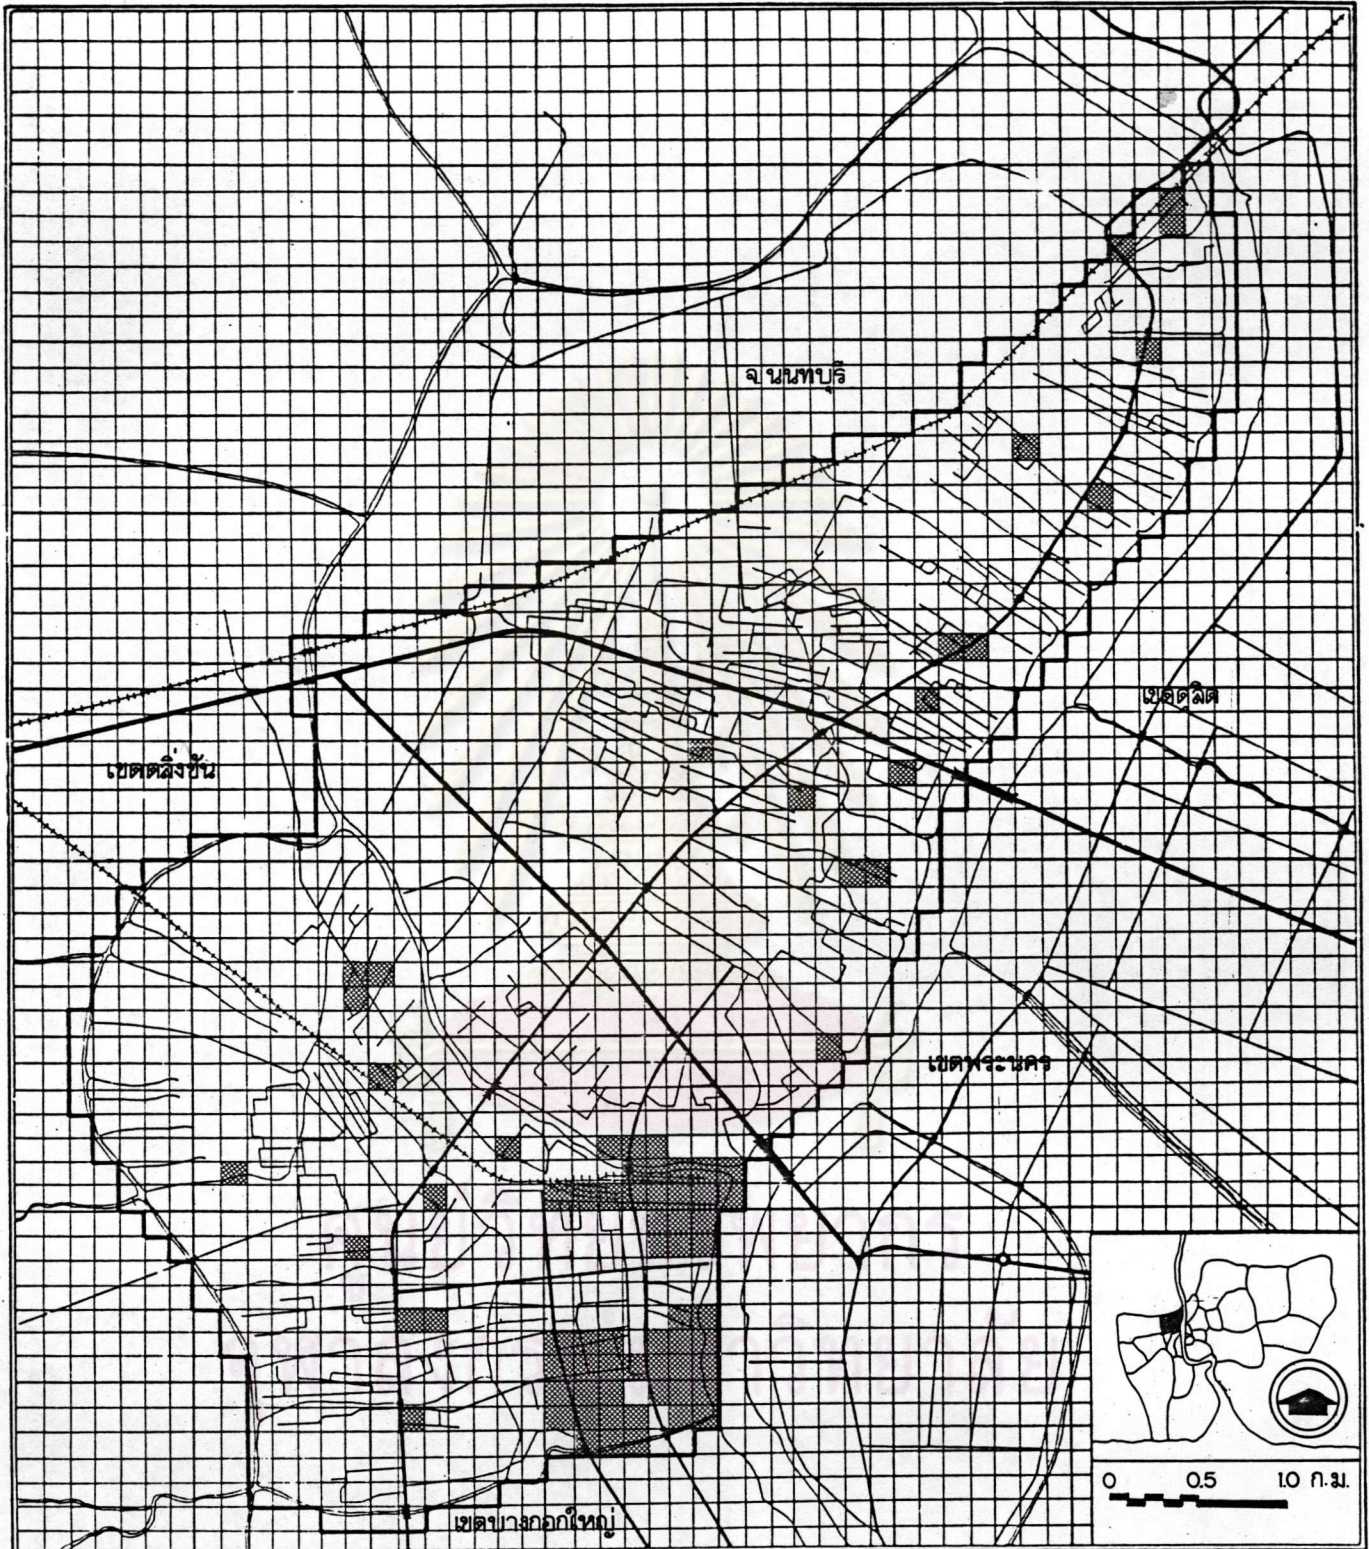 จ.นนทบุรี
เขตดุสิต
เขตตลิ่งชัน
เขตพระนคร
0 0.5 1.0 ก.ม.
เขตบางกอกใหญ่